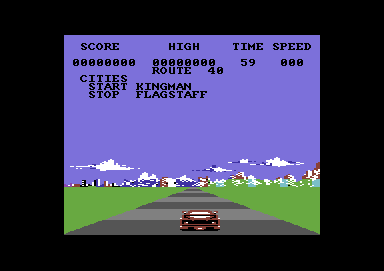 SCORE HIGH TIME SPEED
00000000 00000000 59 000
ROUTE 40
CITIES
START KINGMAN
STOP FLAGSTAFF